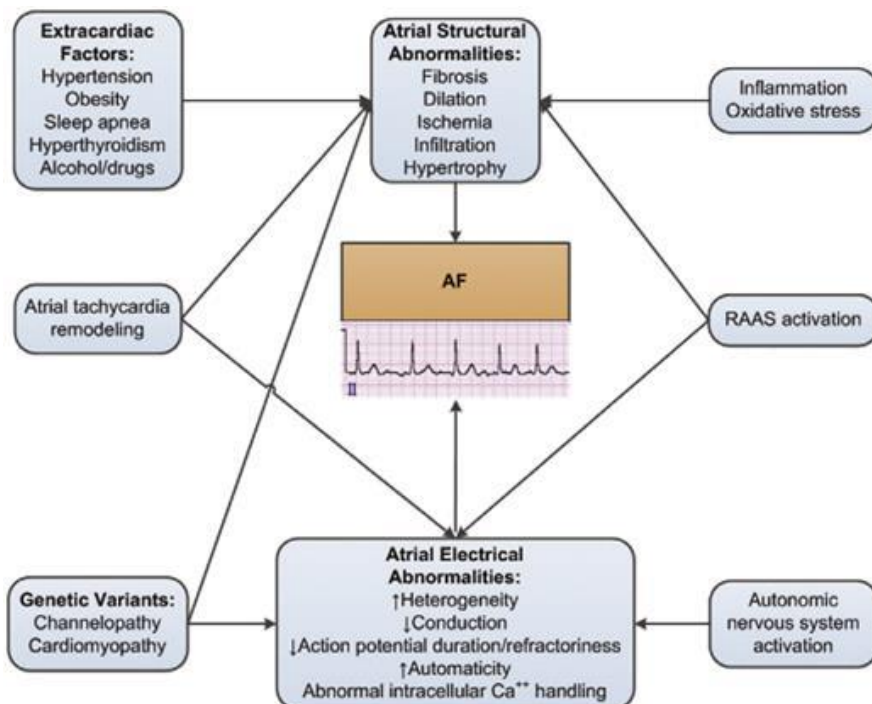 Extracardiac
Factors:
Hypertension
Obesity
Sleep apnea
Hyperthyroidism
Alcohol/drugs
Atrial Structural
Abnormalities:
Fibrosis
Dilation
Ischemia
Infiltration
Hypertrophy
Inflammation
Oxidative stress
AF
Atrial tachycardia
remodeling
RAAS activation
II
Genetic Variants:
Channelopathy
Cardiomyopathy
Atrial Electrical
Abnormalities:
↑Heterogeneity
↓Conduction
↓Action potential duration/refractoriness
↑Automaticity
Abnormal intracellular Ca⁺⁺ handling
Autonomic
nervous system
activation